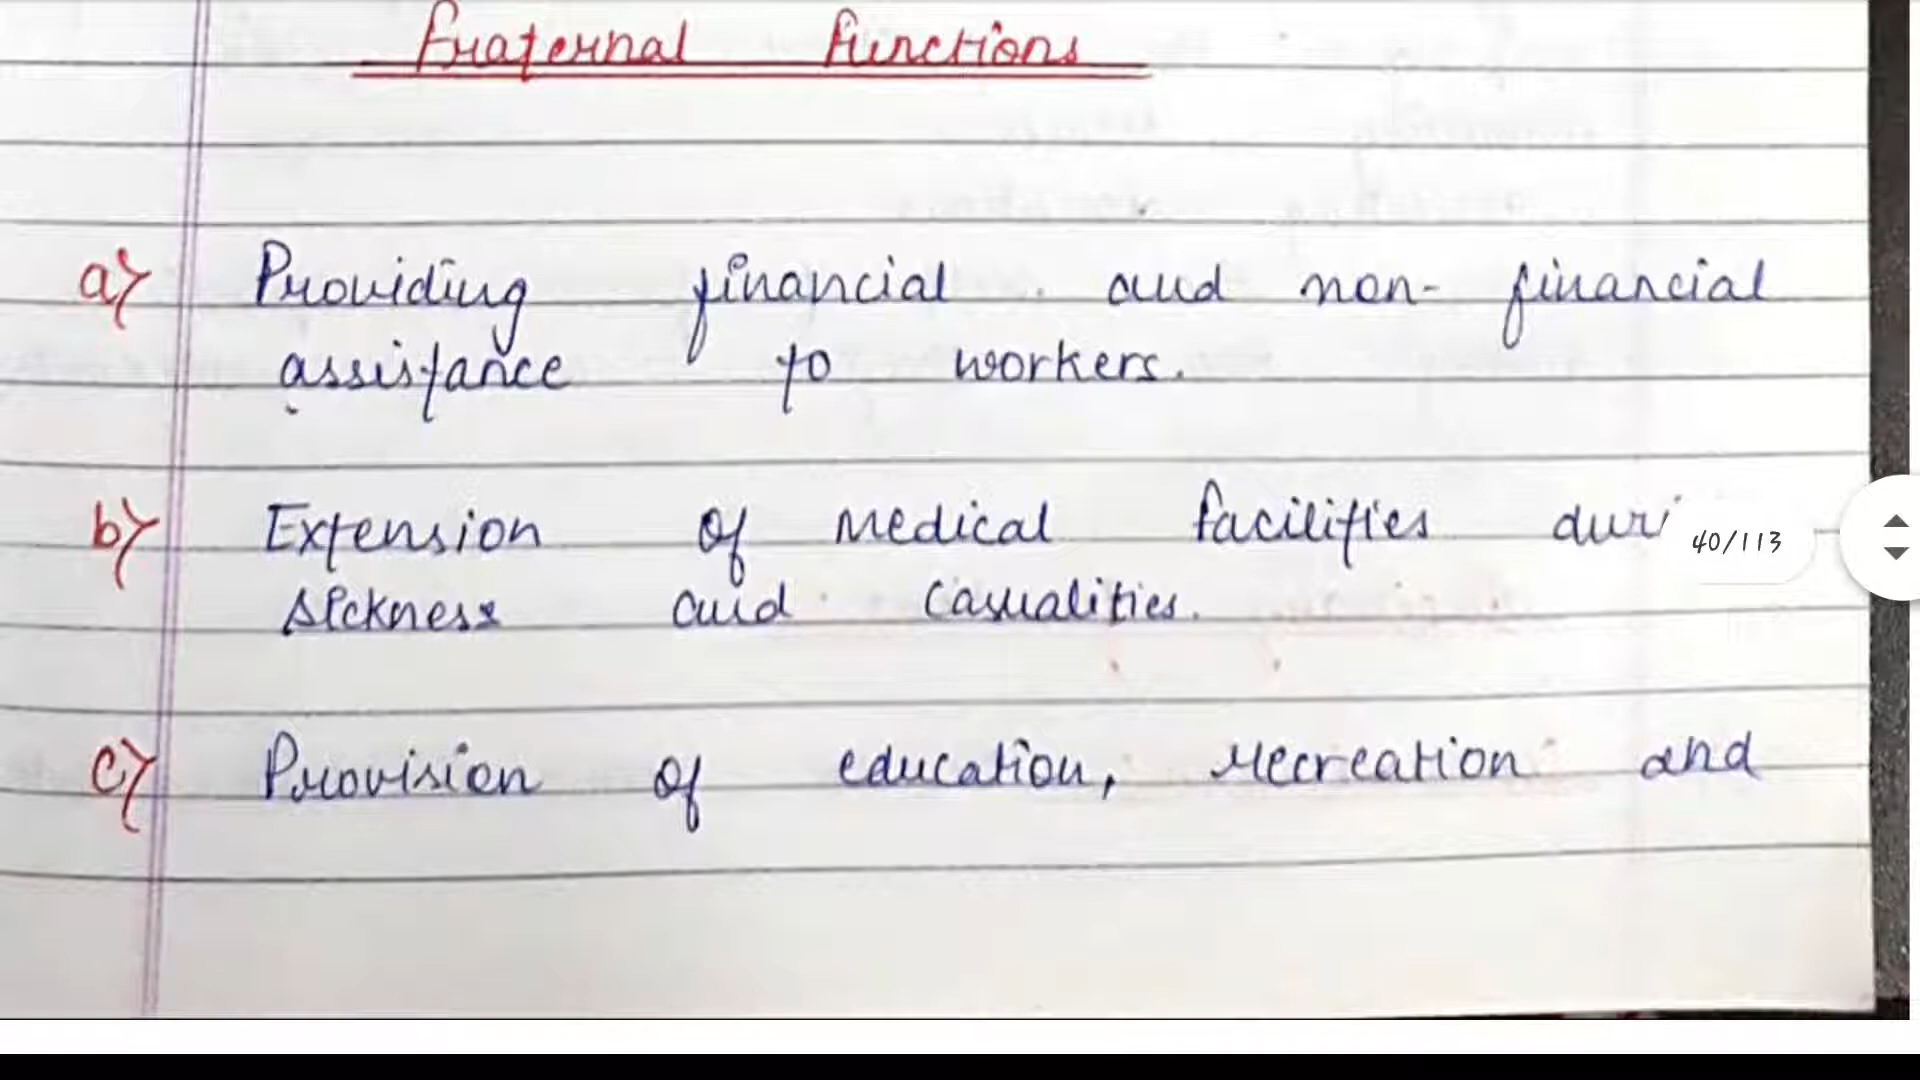 Fraternal Functions
a) Providing financial and non-financial
assistance to workers.
b) Extension of Medical facilities duri
40/113
sickness and casualities.
c) Provision of education, recreation and